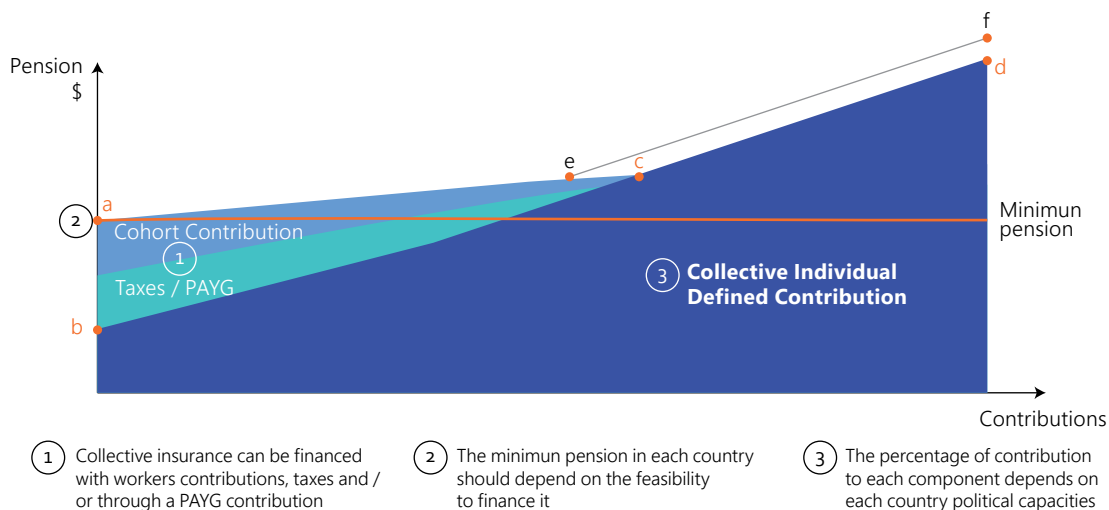 f
Pension
$
d
e
c
a
2
Minimun
pension
Cohort Contribution
1
Taxes / PAYG
3
Collective Individual
Defined Contribution
b
Contributions
1
Collective insurance can be financed
with workers contributions, taxes and /
or through a PAYG contribution
2
The minimun pension in each country
should depend on the feasibility
to finance it
3
The percentage of contribution
to each component depends on
each country political capacities